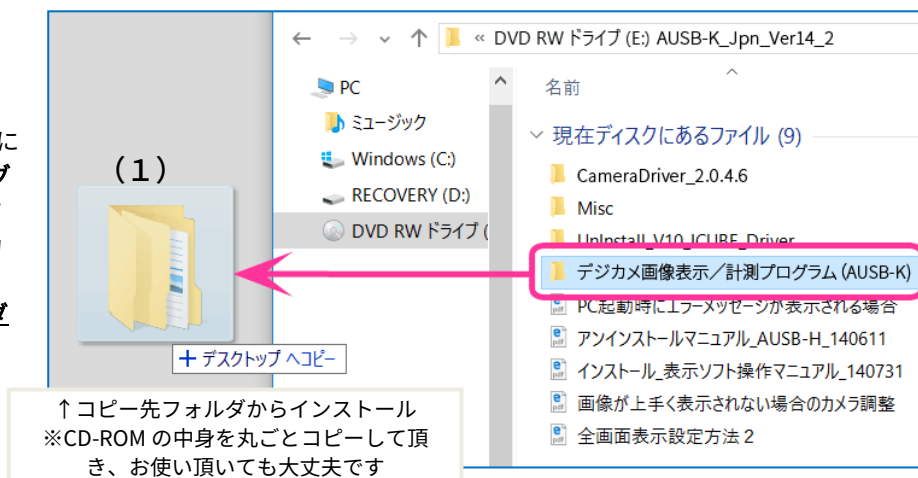 « DVD RW ドライブ (E:) AUSB-K_Jpn_Ver14_2
PC
ミュージック
Windows (C:)
RECOVERY (D:)
DVD RW ドライブ (
名前
現在ディスクにあるファイル (9)
CameraDriver_2.0.4.6
Misc
UnInstall_V10_ICUBE_Driver
デジカメ画像表示／計測プログラム (AUSB-K)
PC起動時にエラーメッセージが表示される場合
アンインストールマニュアル_AUSB-H_140611
インストール_表示ソフト操作マニュアル_140731
画像が上手く表示されない場合のカメラ調整
全画面表示設定方法２
に
（１）
＋デスクトップ へコピー
↑コピー先フォルダからインストール
※CD-ROM の中身を丸ごとコピーして頂
き、お使い頂いても大丈夫です